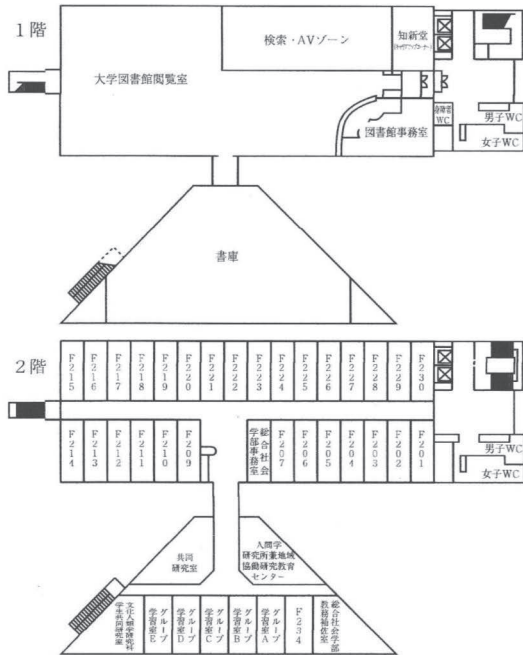 1階
検索・AVゾーン
知新堂
大学図書館閲覧室
図書館事務室
WC
男子WC
女子WC
書庫
2階
F215
F216
F217
F218
F219
F220
F221
F222
F223
F224
F225
F226
F227
F228
F229
F230
F214
F213
F212
F211
F210
F209
総合社会
学部事務室
F207
F206
F205
F204
F203
F202
F201
男子WC
女子WC
共同
研究室
人間学
研究所兼地域
協働研究教育
センター
文化人類学研究科
学生共同研究室
グループ
学習室E
グループ
学習室D
グループ
学習室C
グループ
学習室B
グループ
学習室A
F234
総合社会学部
教務補佐室